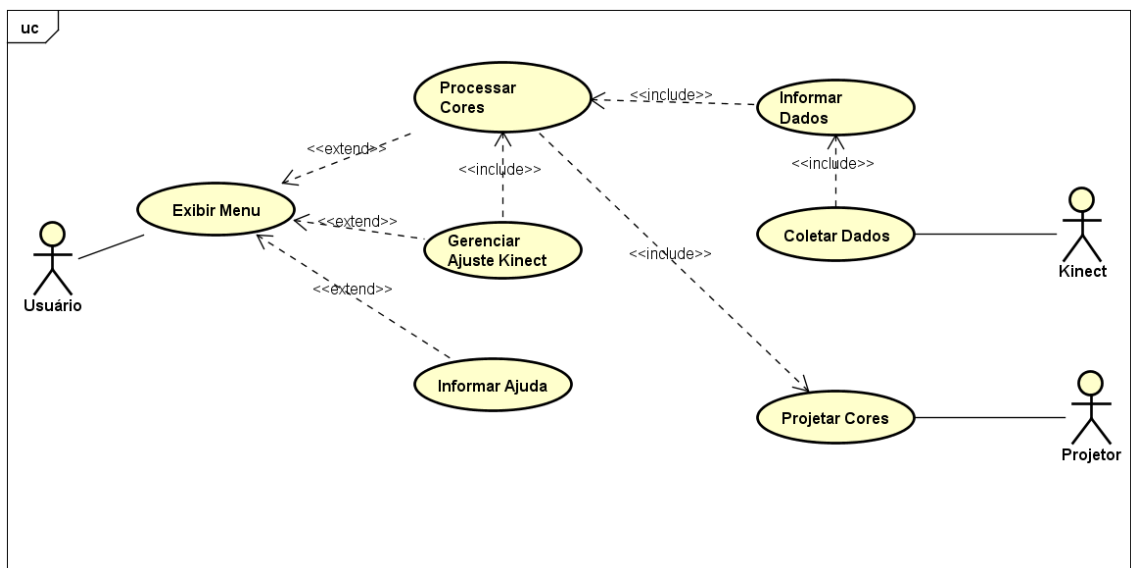 uc
Processar
Cores
<<include>>
Informar
Dados
<<extend>>
<<include>>
<<include>>
Exibir Menu
<<extend>>
Gerenciar
Ajuste Kinect
Coletar Dados
<<include>>
Usuário
Kinect
<<extend>>
Informar Ajuda
Projetar Cores
Projetor